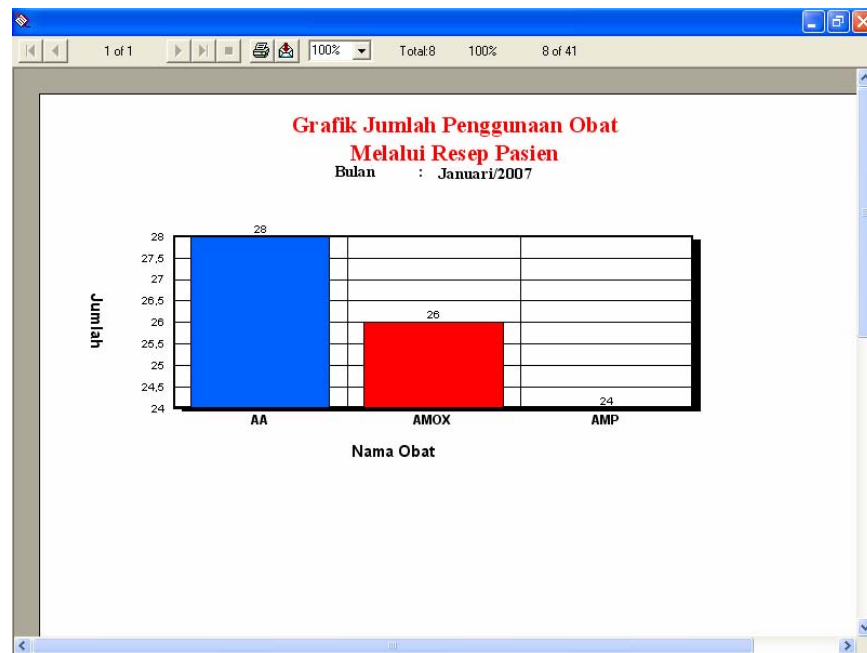 1 of 1 100% Total:8 100% 8 of 41
Grafik Jumlah Penggunaan Obat
Melalui Resep Pasien
Bulan : Januari/2007
28
28
27,5
27
26,5
26
26
25,5
25
24,5
24
24
Jumlah
AA AMOX AMP
Nama Obat